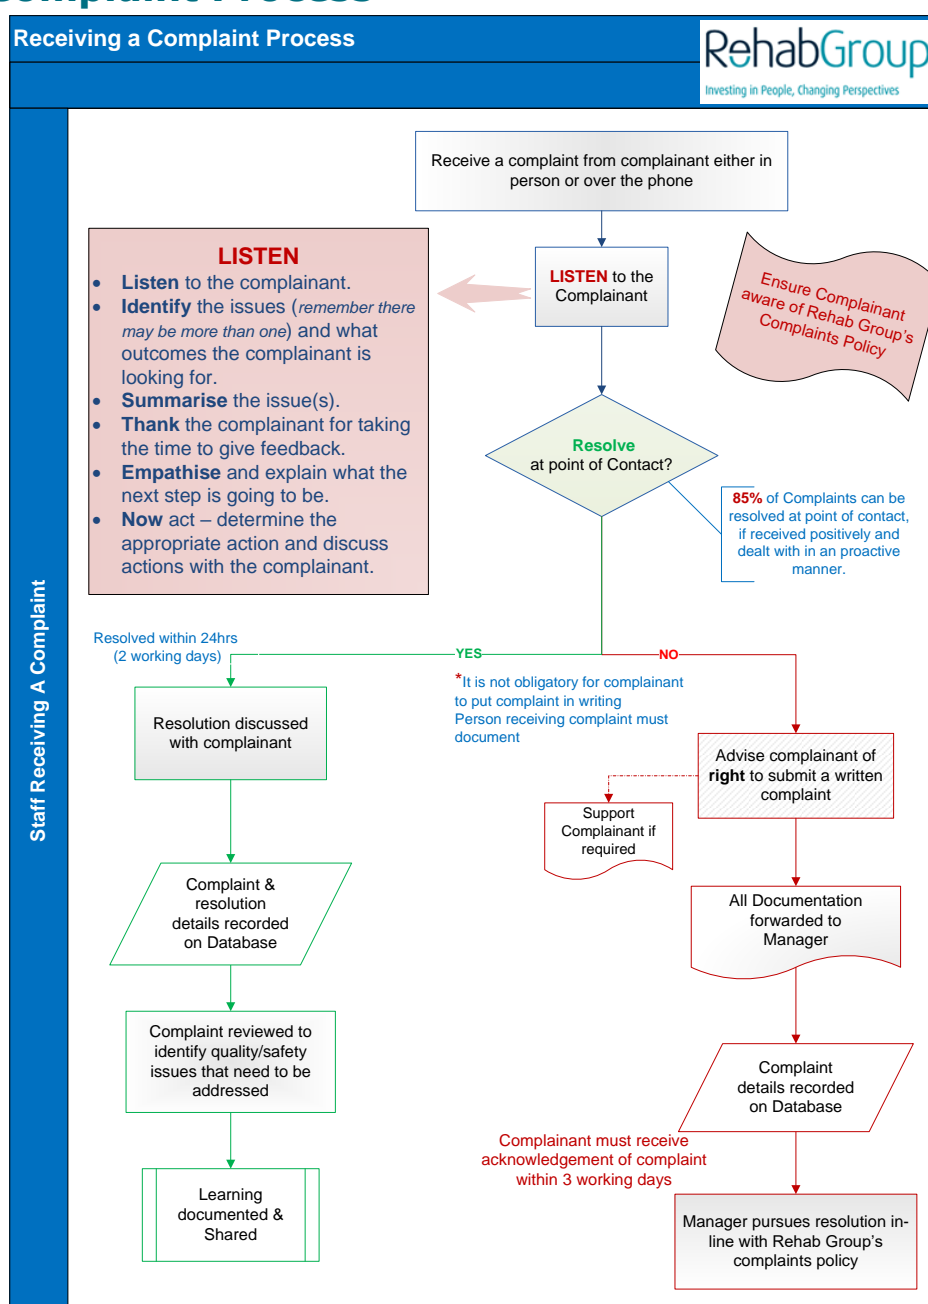 Complaint Process
Receiving a Complaint Process
RehabGroup
Investing in People, Changing Perspectives
Staff Receiving A Complaint
Receive a complaint from complainant either in
person or over the phone
LISTEN to the
Complainant
LISTEN
• Listen to the complainant.
• Identify the issues (remember there
may be more than one) and what
outcomes the complainant is
looking for.
• Summarise the issue(s).
• Thank the complainant for taking
the time to give feedback.
• Empathise and explain what the
next step is going to be.
• Now act – determine the
appropriate action and discuss
actions with the complainant.
Ensure Complainant
aware of Rehab Group's
Complaints Policy
Resolve
at point of Contact?
85% of Complaints can be
resolved at point of contact,
if received positively and
dealt with in an proactive
manner.
Resolved within 24hrs
(2 working days)
YES
NO
*It is not obligatory for complainant
to put complaint in writing
Person receiving complaint must
document
Resolution discussed
with complainant
Advise complainant of
right to submit a written
complaint
Support
Complainant if
required
Complaint &
resolution
details recorded
on Database
All Documentation
forwarded to
Manager
Complaint reviewed to
identify quality/safety
issues that need to be
addressed
Complaint
details recorded
on Database
Complainant must receive
acknowledgement of complaint
within 3 working days
Learning
documented &
Shared
Manager pursues resolution in-
line with Rehab Group's
complaints policy